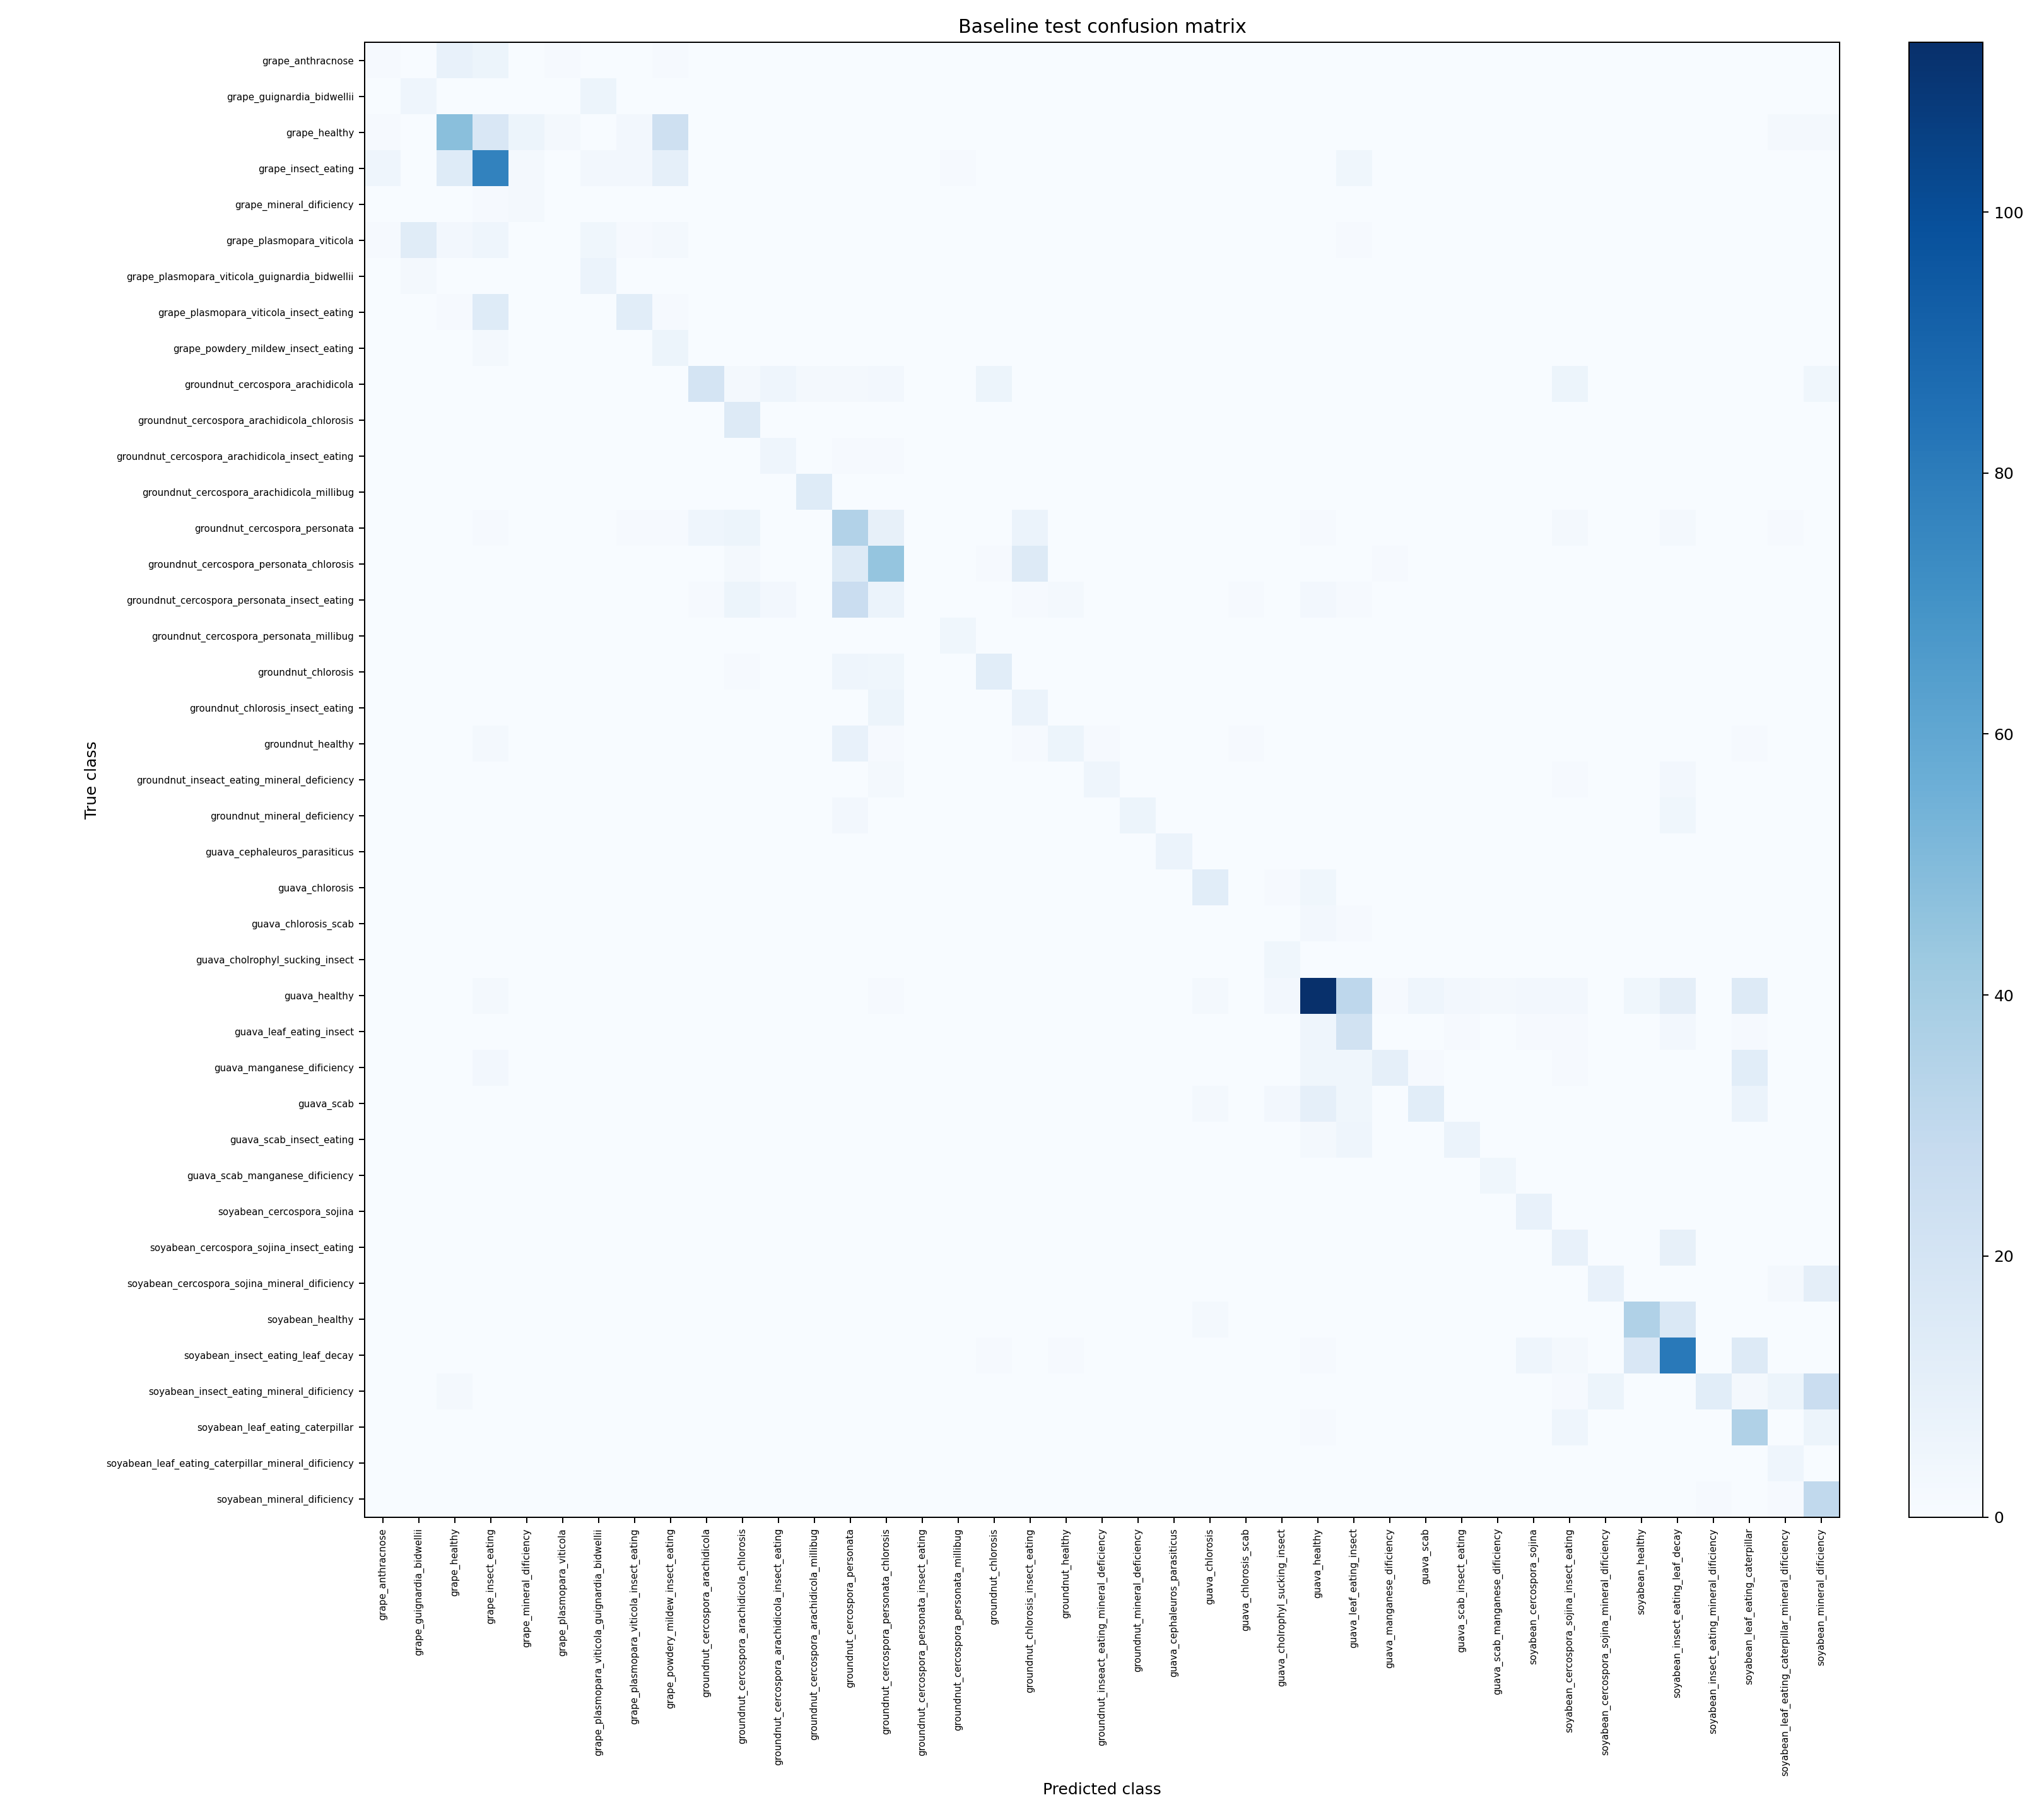 Baseline test confusion matrix
True class
grape_anthracnose
grape_guignardia_bidwellii
grape_healthy
grape_insect_eating
grape_mineral_dificiency
grape_plasmopara_viticola
grape_plasmopara_viticola_guignardia_bidwellii
grape_plasmopara_viticola_insect_eating
grape_powdery_mildew_insect_eating
groundnut_cercospora_arachidicola
groundnut_cercospora_arachidicola_chlorosis
groundnut_cercospora_arachidicola_insect_eating
groundnut_cercospora_arachidicola_millibug
groundnut_cercospora_personata
groundnut_cercospora_personata_chlorosis
groundnut_cercospora_personata_insect_eating
groundnut_cercospora_personata_millibug
groundnut_chlorosis
groundnut_chlorosis_insect_eating
groundnut_healthy
groundnut_inseact_eating_mineral_deficiency
groundnut_mineral_deficiency
guava_cephaleuros_parasiticus
guava_chlorosis
guava_chlorosis_scab
guava_cholrophyl_sucking_insect
guava_healthy
guava_leaf_eating_insect
guava_manganese_dificiency
guava_scab
guava_scab_insect_eating
guava_scab_manganese_dificiency
soyabean_cercospora_sojina
soyabean_cercospora_sojina_insect_eating
soyabean_cercospora_sojina_mineral_dificiency
soyabean_healthy
soyabean_insect_eating_leaf_decay
soyabean_insect_eating_mineral_dificiency
soyabean_leaf_eating_caterpillar
soyabean_leaf_eating_caterpillar_mineral_dificiency
soyabean_mineral_dificiency
grape_anthracnose
grape_guignardia_bidwellii
grape_healthy
grape_insect_eating
grape_mineral_dificiency
grape_plasmopara_viticola
grape_plasmopara_viticola_guignardia_bidwellii
grape_plasmopara_viticola_insect_eating
grape_powdery_mildew_insect_eating
groundnut_cercospora_arachidicola
groundnut_cercospora_arachidicola_chlorosis
groundnut_cercospora_arachidicola_insect_eating
groundnut_cercospora_arachidicola_millibug
groundnut_cercospora_personata
groundnut_cercospora_personata_chlorosis
groundnut_cercospora_personata_insect_eating
groundnut_cercospora_personata_millibug
groundnut_chlorosis
groundnut_chlorosis_insect_eating
groundnut_healthy
groundnut_inseact_eating_mineral_deficiency
groundnut_mineral_deficiency
guava_cephaleuros_parasiticus
guava_chlorosis
guava_chlorosis_scab
guava_cholrophyl_sucking_insect
guava_healthy
guava_leaf_eating_insect
guava_manganese_dificiency
guava_scab
guava_scab_insect_eating
guava_scab_manganese_dificiency
soyabean_cercospora_sojina
soyabean_cercospora_sojina_insect_eating
soyabean_cercospora_sojina_mineral_dificiency
soyabean_healthy
soyabean_insect_eating_leaf_decay
soyabean_insect_eating_mineral_dificiency
soyabean_leaf_eating_caterpillar
soyabean_leaf_eating_caterpillar_mineral_dificiency
soyabean_mineral_dificiency
Predicted class
100
80
60
40
20
0